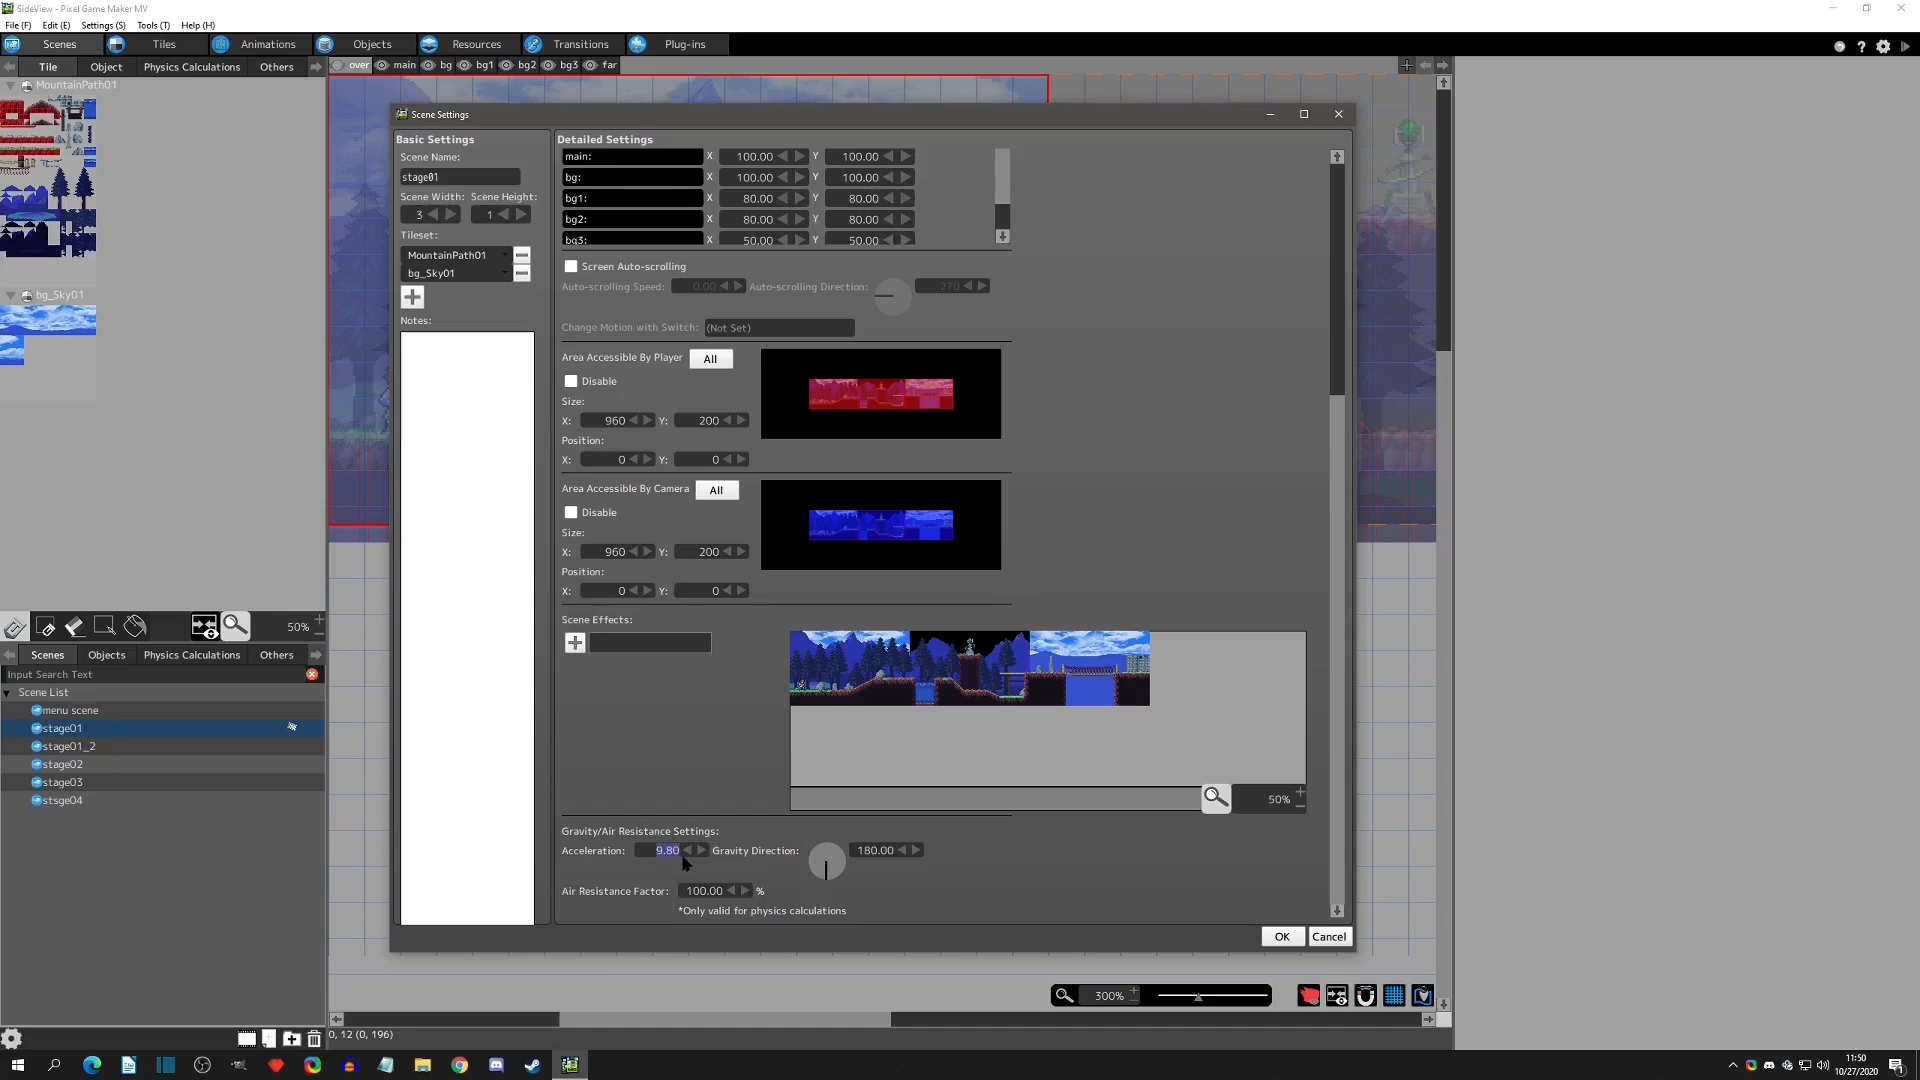 SideView - Pixel Game Maker MV
File (F) Edit (E) Settings (S) Tools (T) Help (H)
Scenes Tiles Animations Objects Resources Transitions Plug-ins
Tile Object Physics Calculations Others
over main bg bg1 bg2 bg3 far
MountainPath01
bg_Sky01
50%
Scenes Objects Physics Calculations Others
Input Search Text
Scene List
menu scene
stage01
stage01_2
stage02
stage03
stsge04
Scene Settings
Basic Settings
Scene Name:
stage01
Scene Width: Scene Height:
3 1
Tileset:
MountainPath01
bg_Sky01
Notes:
Detailed Settings
main: X 100.00 Y 100.00
bg: X 100.00 Y 100.00
bg1: X 80.00 Y 80.00
bg2: X 80.00 Y 80.00
bg3: X 50.00 Y 50.00
Screen Auto-scrolling
Auto-scrolling Speed: 0.00 Auto-scrolling Direction: 270
Change Motion with Switch: (Not Set)
Area Accessible By Player All
Disable
Size:
X: 960 Y: 200
Position:
X: 0 Y: 0
Area Accessible By Camera All
Disable
Size:
X: 960 Y: 200
Position:
X: 0 Y: 0
Scene Effects:
50%
Gravity/Air Resistance Settings:
Acceleration: 9.80 Gravity Direction: 180.00
Air Resistance Factor: 100.00 %
*Only valid for physics calculations
OK Cancel
300%
0, 12 (0, 196)
11:50
10/27/2020